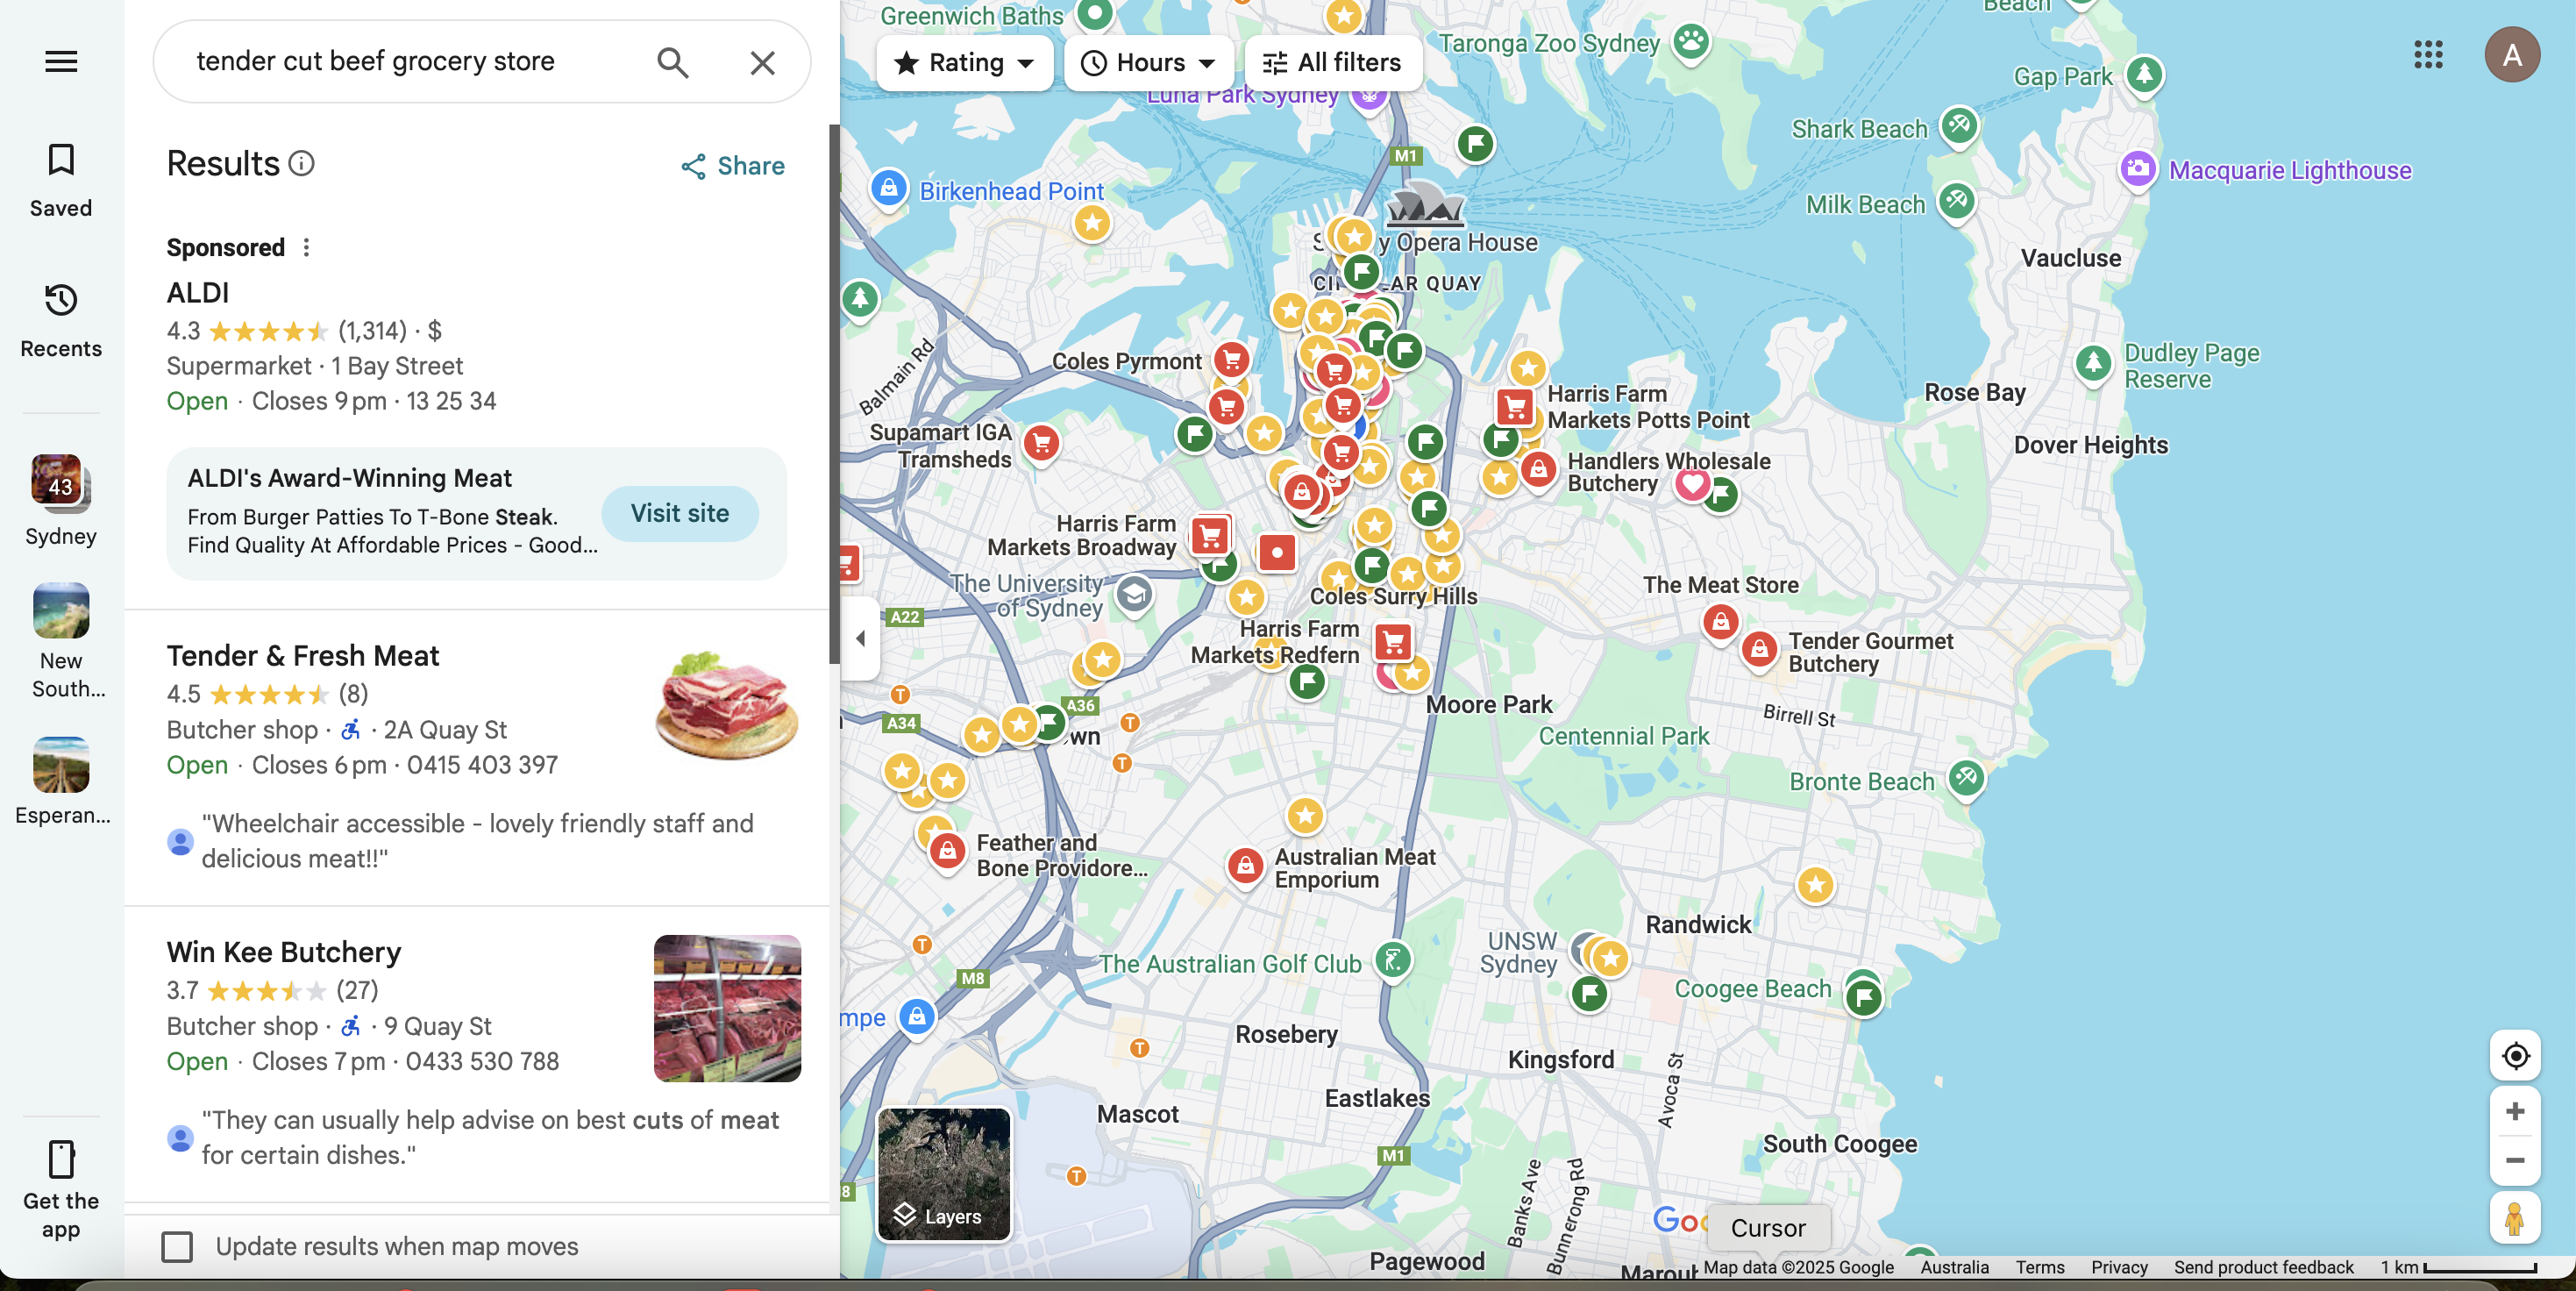 tender cut beef grocery store
Results
Share
Saved
Recents
43
Sydney
New
South...
Esperan...
Get the
app
Sponsored
ALDI
4.3 (1,314) · $
Supermarket · 1 Bay Street
Open · Closes 9 pm · 13 25 34
ALDI's Award-Winning Meat
From Burger Patties To T-Bone Steak.
Find Quality At Affordable Prices - Good...
Visit site
Tender & Fresh Meat
4.5 (8)
Butcher shop · · 2A Quay St
Open · Closes 6 pm · 0415 403 397
"Wheelchair accessible - lovely friendly staff and
delicious meat!!"
Win Kee Butchery
3.7 (27)
Butcher shop · · 9 Quay St
Open · Closes 7 pm · 0433 530 788
"They can usually help advise on best cuts of meat
for certain dishes."
Update results when map moves
Rating
Hours
All filters
A
Greenwich Baths
Taronga Zoo Sydney
Beach
Gap Park
Luna Park Sydney
Shark Beach
M1
Macquarie Lighthouse
Birkenhead Point
Milk Beach
Opera House
Vaucluse
QUAY
Balmain Rd
Coles Pyrmont
Dudley Page
Reserve
Rose Bay
Harris Farm
Markets Potts Point
Supamart IGA
Tramsheds
Dover Heights
Handlers Wholesale
Butchery
Harris Farm
Markets Broadway
The University
of Sydney
The Meat Store
Coles Surry Hills
A22
Harris Farm
Markets Redfern
Tender Gourmet
Butchery
T
A36
A34
T
T
Moore Park
Birrell St
Centennial Park
Bronte Beach
Feather and
Bone Providore...
Australian Meat
Emporium
Randwick
T
UNSW
Sydney
The Australian Golf Club
M8
Coogee Beach
Rosebery
T
Kingsford
Avoca St
Eastlakes
Mascot
South Coogee
M1
T
Banks Ave
Bunnerong Rd
Layers
Cursor
Pagewood
Map data ©2025 Google
Australia
Terms
Privacy
Send product feedback
1 km